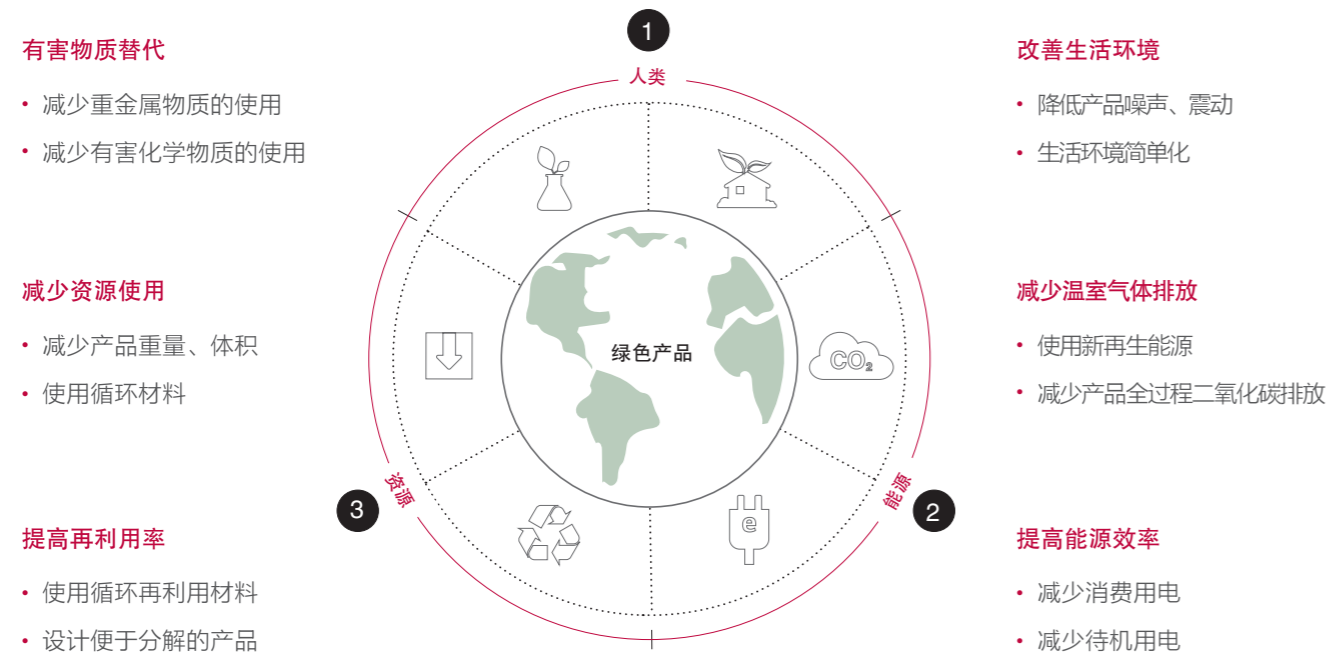 1
人类
有害物质替代
• 减少重金属物质的使用
• 减少有害化学物质的使用
改善生活环境
• 降低产品噪声、震动
• 生活环境简单化
减少资源使用
• 减少产品重量、体积
• 使用循环材料
绿色产品
CO₂
减少温室气体排放
• 使用新再生能源
• 减少产品全过程二氧化碳排放
资源
3
能源
2
e
提高再利用率
• 使用循环再利用材料
• 设计便于分解的产品
提高能源效率
• 减少消费用电
• 减少待机用电